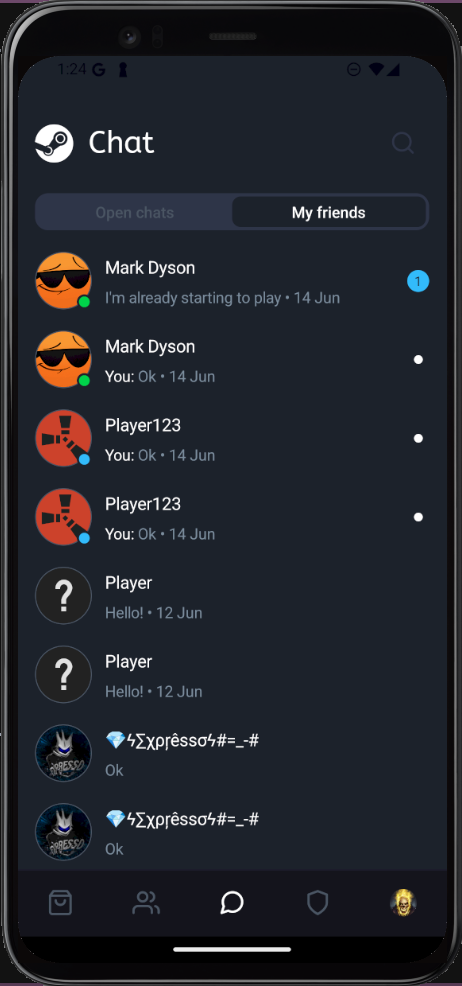 1:24 G
Chat
Open chats
My friends
Mark Dyson
I'm already starting to play • 14 Jun
1
Mark Dyson
You: Ok • 14 Jun
Player123
You: Ok • 14 Jun
Player123
You: Ok • 14 Jun
?
Player
Hello! • 12 Jun
?
Player
Hello! • 12 Jun
💎ϟ∑χρŗêssσϟ#=_-#
Ok
💎ϟ∑χρŗêssσϟ#=_-#
Ok